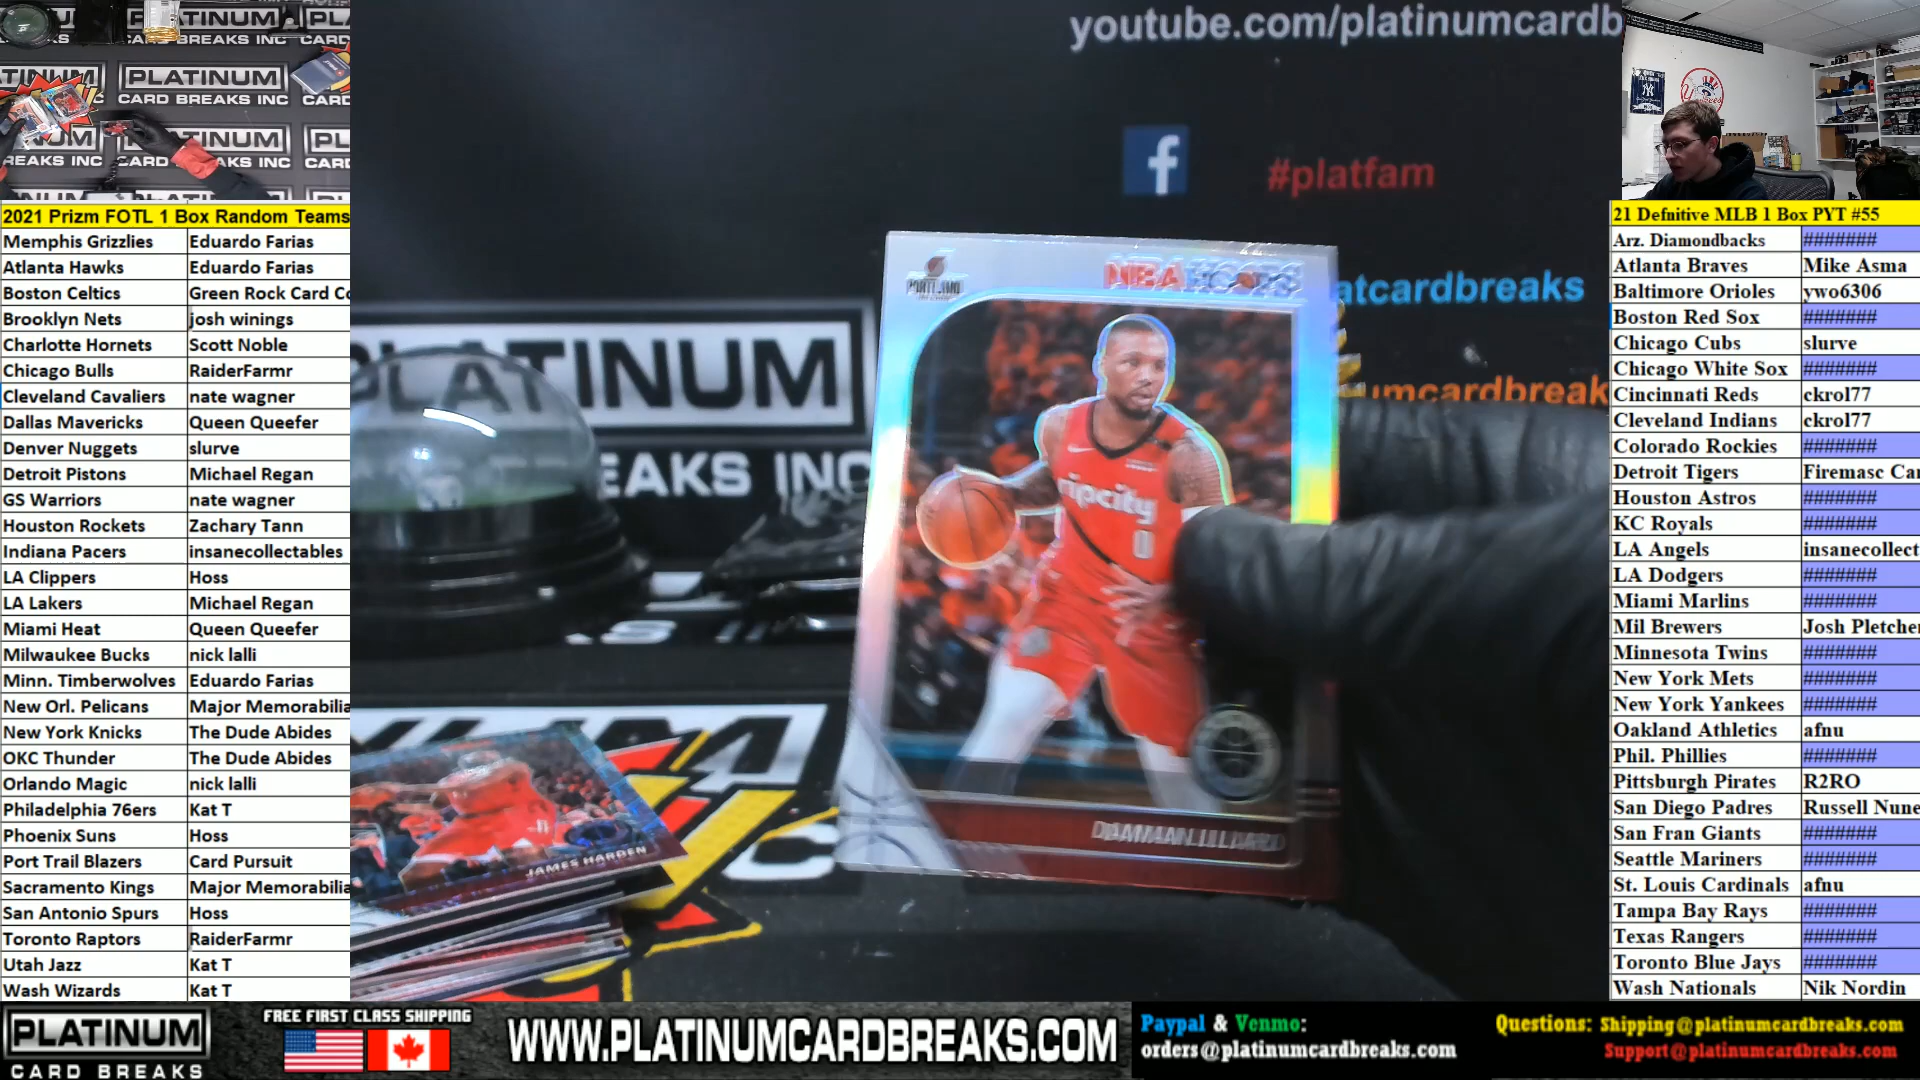 PLATINUM
CARD BREAKS INC
BREAKS INC
CARD BREAKS INC
youtube.com/platinumcardb
#platfam
atcardbreaks
umcardbreak
PLATINUM
EAKS INC
PORTLAND
NBA HOOPS
ripcity
0
DAMIAN LILLARD
JAMES HARDEN
2021 Prizm FOTL 1 Box Random Teams
Memphis Grizzlies Eduardo Farias
Atlanta Hawks Eduardo Farias
Boston Celtics Green Rock Card Co
Brooklyn Nets josh winings
Charlotte Hornets Scott Noble
Chicago Bulls RaiderFarmr
Cleveland Cavaliers nate wagner
Dallas Mavericks Queen Queefer
Denver Nuggets slurve
Detroit Pistons Michael Regan
GS Warriors nate wagner
Houston Rockets Zachary Tann
Indiana Pacers insanecollectables
LA Clippers Hoss
LA Lakers Michael Regan
Miami Heat Queen Queefer
Milwaukee Bucks nick lalli
Minn. Timberwolves Eduardo Farias
New Orl. Pelicans Major Memorabilia
New York Knicks The Dude Abides
OKC Thunder The Dude Abides
Orlando Magic nick lalli
Philadelphia 76ers Kat T
Phoenix Suns Hoss
Port Trail Blazers Card Pursuit
Sacramento Kings Major Memorabilia
San Antonio Spurs Hoss
Toronto Raptors RaiderFarmr
Utah Jazz Kat T
Wash Wizards Kat T
21 Defnitive MLB 1 Box PYT #55
Arz. Diamondbacks #######
Atlanta Braves Mike Asma
Baltimore Orioles ywo6306
Boston Red Sox #######
Chicago Cubs slurve
Chicago White Sox #######
Cincinnati Reds ckrol77
Cleveland Indians ckrol77
Colorado Rockies #######
Detroit Tigers Firemasc Car
Houston Astros #######
KC Royals #######
LA Angels insanecollect
LA Dodgers #######
Miami Marlins #######
Mil Brewers Josh Pletcher
Minnesota Twins #######
New York Mets #######
New York Yankees #######
Oakland Athletics afnu
Phil. Phillies #######
Pittsburgh Pirates R2RO
San Diego Padres Russell Nune
San Fran Giants #######
Seattle Mariners #######
St. Louis Cardinals afnu
Tampa Bay Rays #######
Texas Rangers #######
Toronto Blue Jays #######
Wash Nationals Nik Nordin
PLATINUM
CARD BREAKS
FREE FIRST CLASS SHIPPING
WWW.PLATINUMCARDBREAKS.COM
Paypal & Venmo:
orders@platinumcardbreaks.com
Questions: Shipping@platinumcardbreaks.com
Support@platinumcardbreaks.com